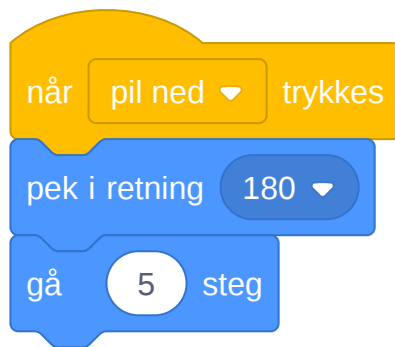 når pil ned trykkes
pek i retning 180
gå 5 steg